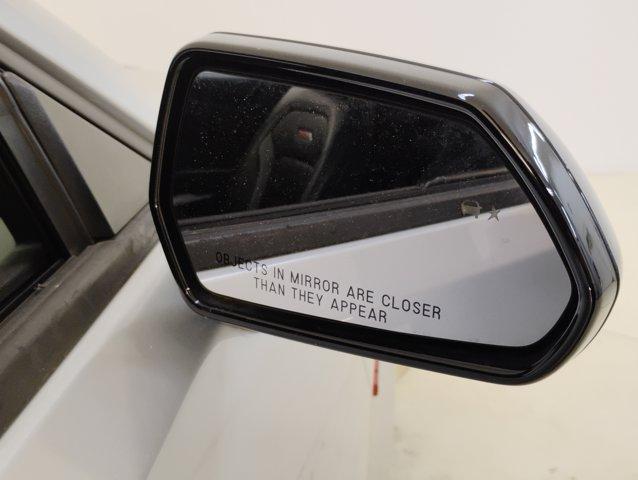 OBJECTS IN MIRROR ARE CLOSER
THAN THEY APPEAR